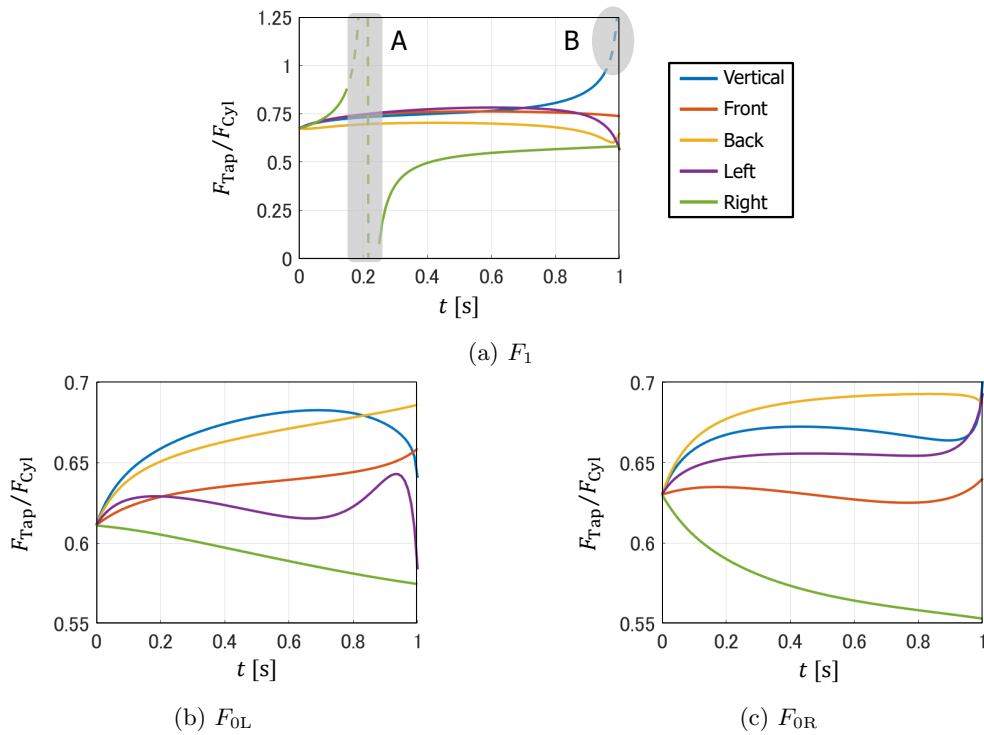 1.25
1
0.75
0.5
0.25
0
F_Tap/F_Cyl
A
B
0 0.2 0.4 0.6 0.8 1
t [s]
Vertical
Front
Back
Left
Right
(a) F_1
0.7
0.65
0.6
0.55
F_Tap/F_Cyl
0 0.2 0.4 0.6 0.8 1
t [s]
(b) F_0L
0.7
0.65
0.6
0.55
F_Tap/F_Cyl
0 0.2 0.4 0.6 0.8 1
t [s]
(c) F_0R